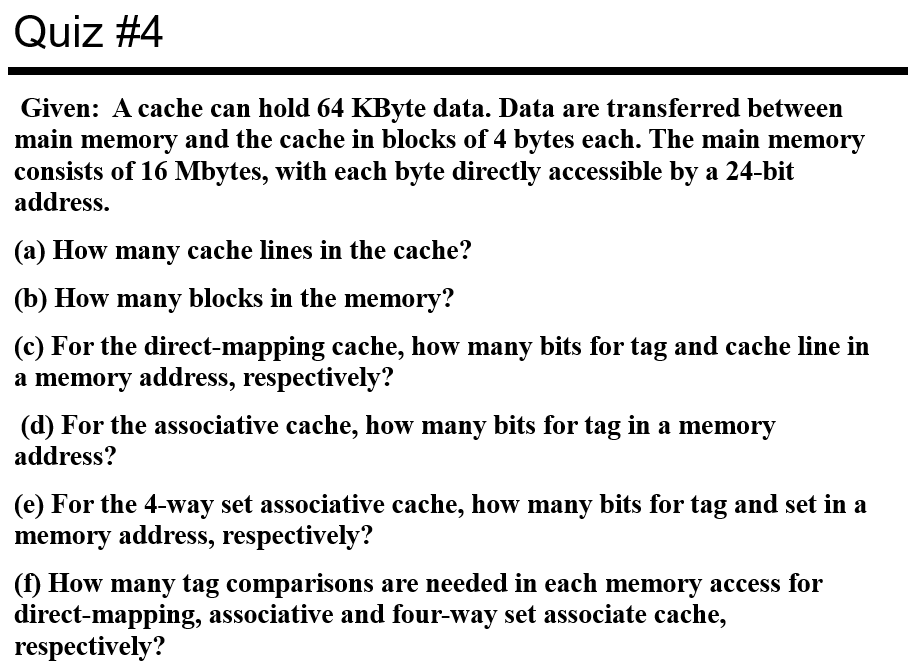 Quiz #4
Given: A cache can hold 64 KByte data. Data are transferred between
main memory and the cache in blocks of 4 bytes each. The main memory
consists of 16 Mbytes, with each byte directly accessible by a 24-bit
address.
(a) How many cache lines in the cache?
(b) How many blocks in the memory?
(c) For the direct-mapping cache, how many bits for tag and cache line in
a memory address, respectively?
(d) For the associative cache, how many bits for tag in a memory
address?
(e) For the 4-way set associative cache, how many bits for tag and set in a
memory address, respectively?
(f) How many tag comparisons are needed in each memory access for
direct-mapping, associative and four-way set associate cache,
respectively?